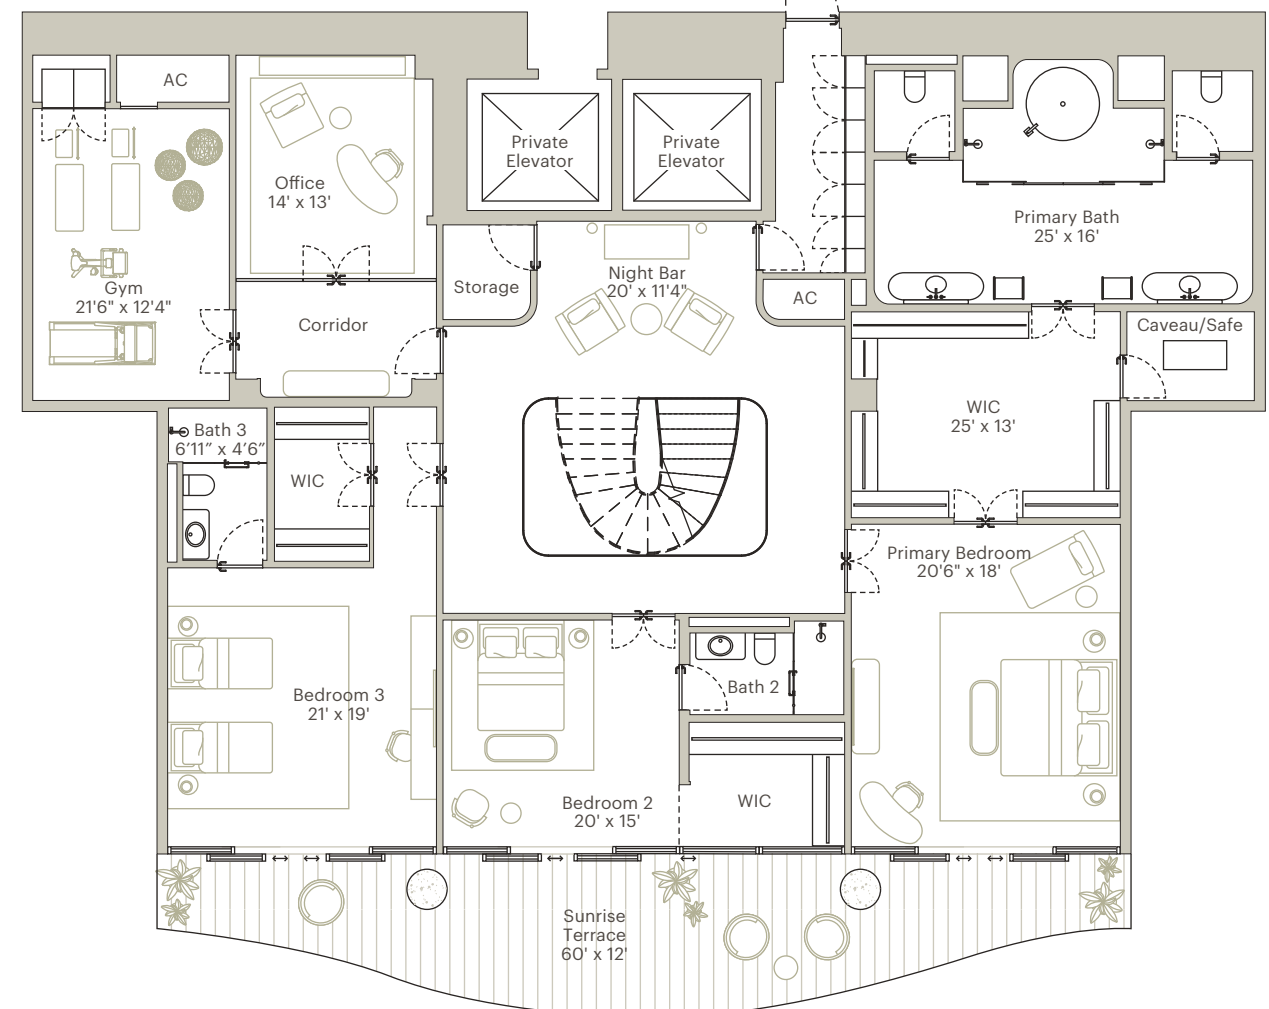 AC
Office
14' x 13'
Private
Elevator
Private
Elevator
Primary Bath
25' x 16'
Gym
21'6" x 12'4"
Storage
Night Bar
20' x 11'4"
AC
Corridor
Caveau/Safe
WIC
25' x 13'
Bath 3
6’11” x 4’6”
WIC
Primary Bedroom
20'6" x 18'
Bedroom 3
21' x 19'
Bath 2
Bedroom 2
20' x 15'
WIC
Sunrise
Terrace
60' x 12'